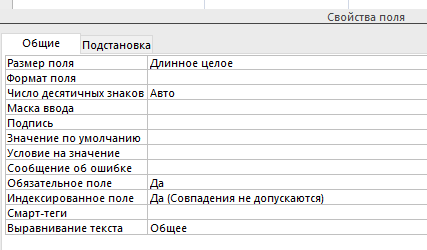 Свойства поля
Общие Подстановка
Размер поля Длинное целое
Формат поля
Число десятичных знаков Авто
Маска ввода
Подпись
Значение по умолчанию
Условие на значение
Сообщение об ошибке
Обязательное поле Да
Индексированное поле Да (Совпадения не допускаются)
Смарт-теги
Выравнивание текста Общее